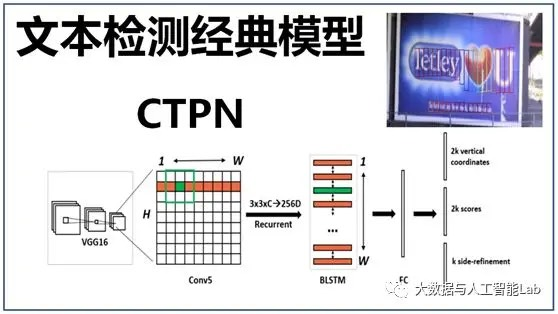 文本检测经典模型
CTPN
Tetley
U
1
W
2k vertical
coordinates
H
3x3xC→256D
Recurrent
1
W
2k scores
VGG16
...
k side-refinement
Conv5
BLSTM
FC
大数据与人工智能Lab